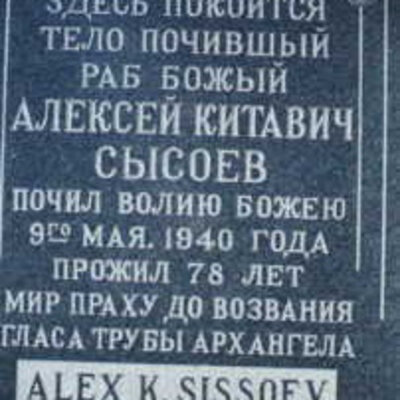 ЗДЕСЬ ПОКОИТСЯ
ТЕЛО ПОЧИВШЫЙ
РАБ БОЖЫЙ
АЛЕКСЕЙ КИТАВИЧ
СЫСОЕВ
ПОЧИЛ ВОЛИЮ БОЖЕЮ
9ГО МАЯ. 1940 ГОДА
ПРОЖИЛ 78 ЛЕТ
МИР ПРАХУ ДО ВОЗВАНИЯ
ГЛАСА ТРУБЫ АРХАНГЕЛА
ALEX K. SISSOEV